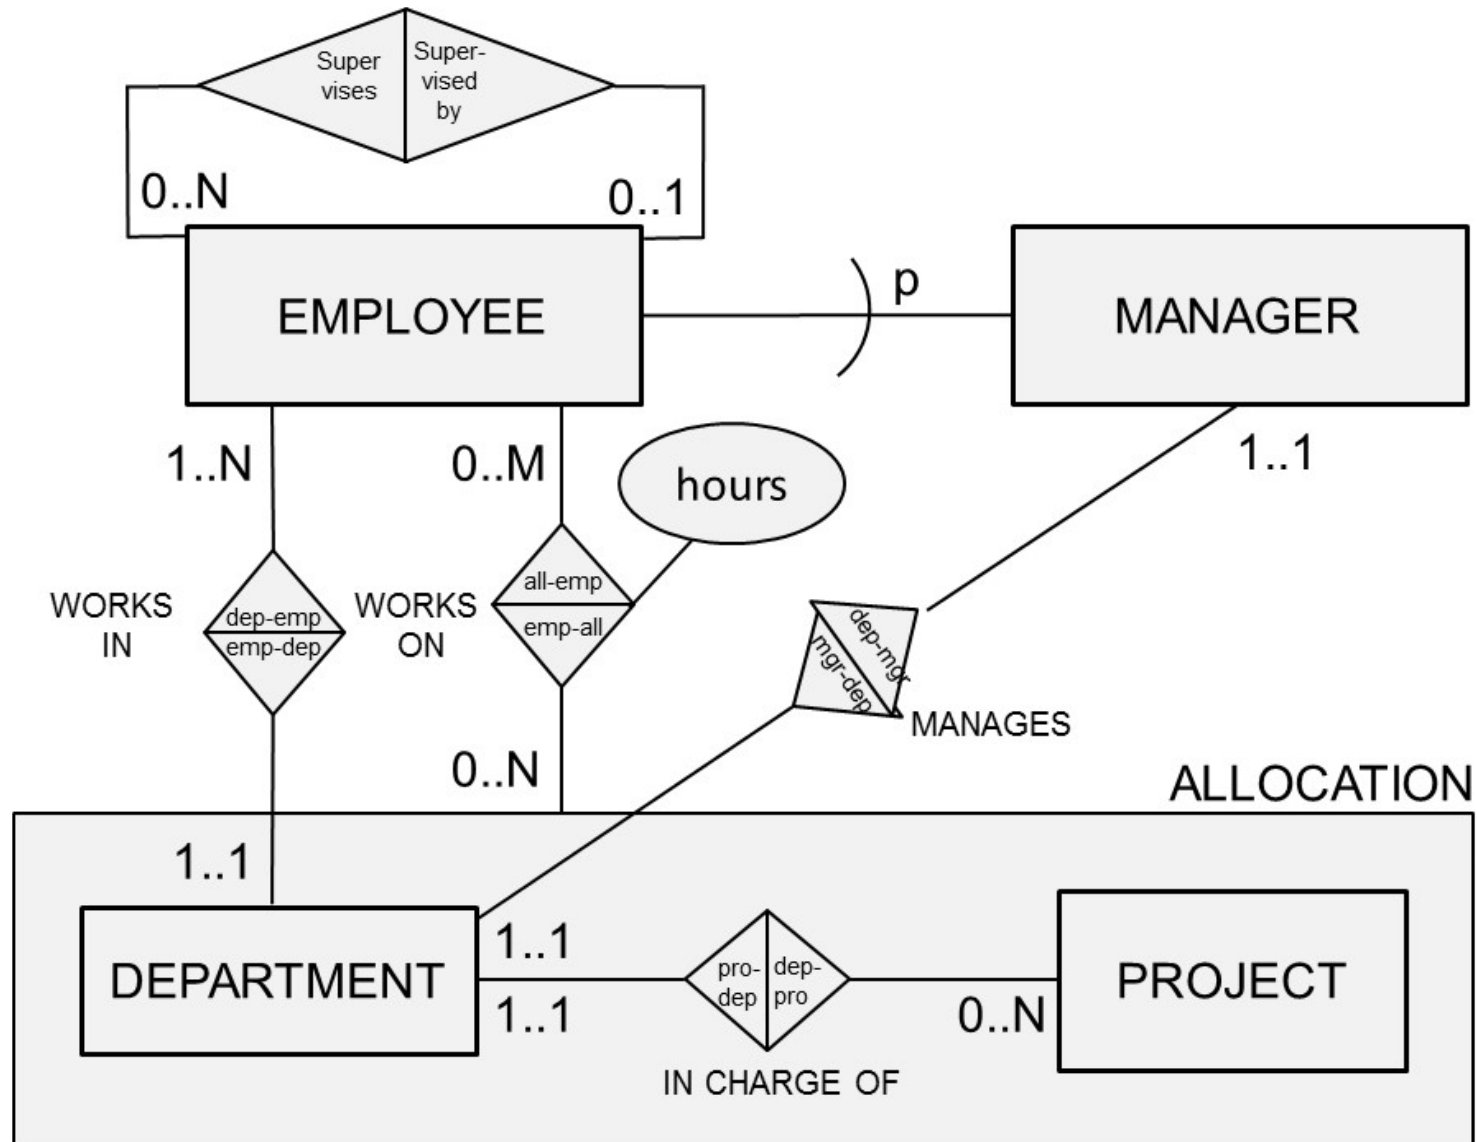 Super
vises
Super-
vised
by
0..N
0..1
EMPLOYEE
p
MANAGER
1..N
0..M
hours
1..1
WORKS
IN
dep-emp
emp-dep
WORKS
ON
all-emp
emp-all
dep-mgr
mgr-dep
MANAGES
0..N
ALLOCATION
1..1
DEPARTMENT
1..1
1..1
pro-
dep
dep-
pro
0..N
PROJECT
IN CHARGE OF